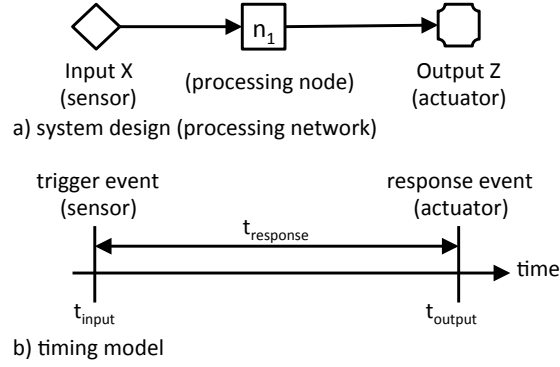 n1
Input X
(sensor)
(processing node)
Output Z
(actuator)
a) system design (processing network)
trigger event
(sensor)
response event
(actuator)
tresponse
time
tinput
toutput
b) timing model